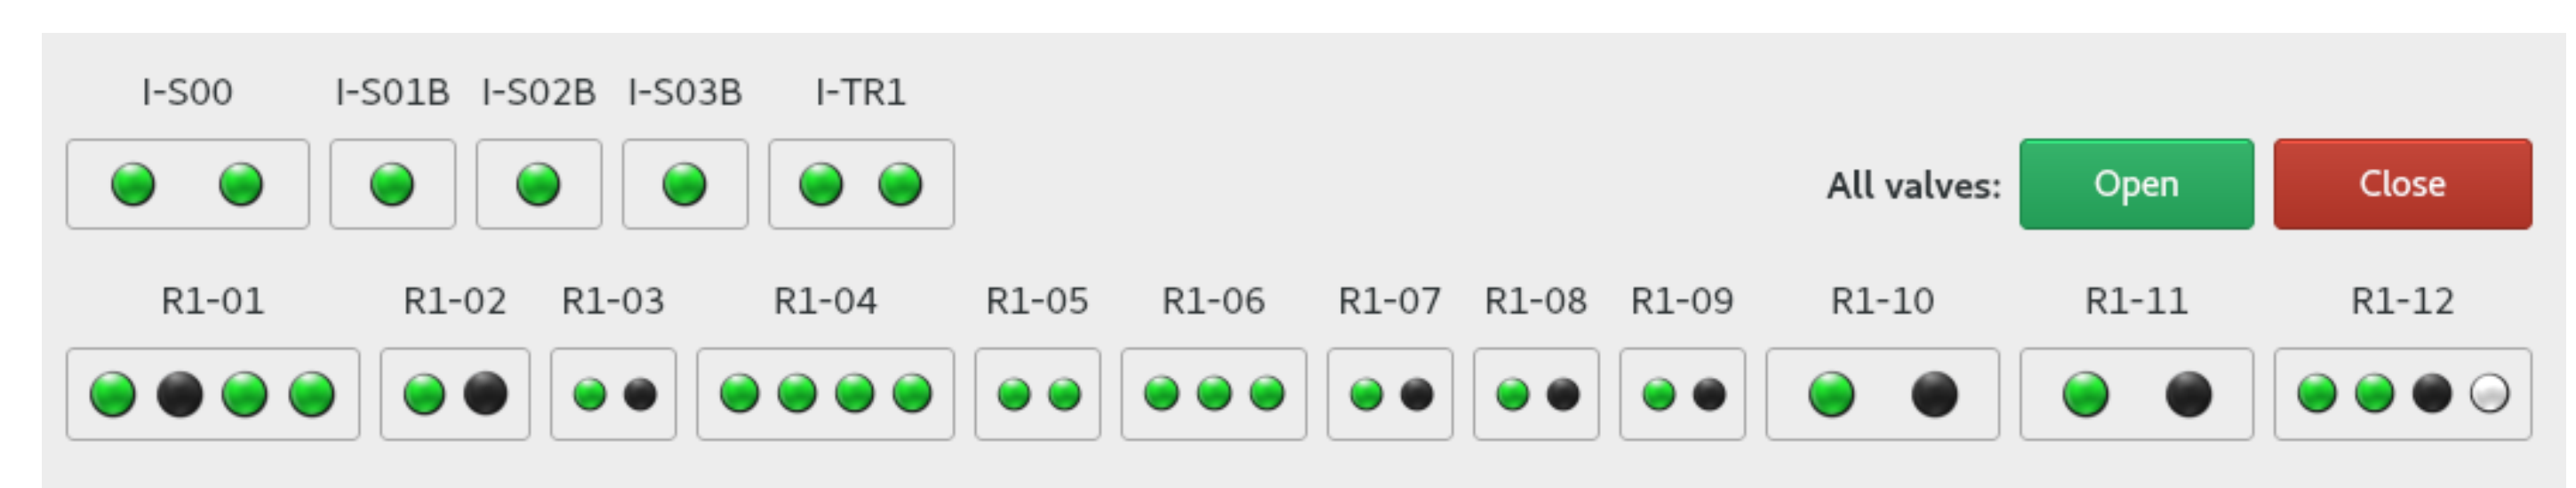 I-S00 I-S01B I-S02B I-S03B I-TR1
All valves: Open Close
R1-01 R1-02 R1-03 R1-04 R1-05 R1-06 R1-07 R1-08 R1-09 R1-10 R1-11 R1-12